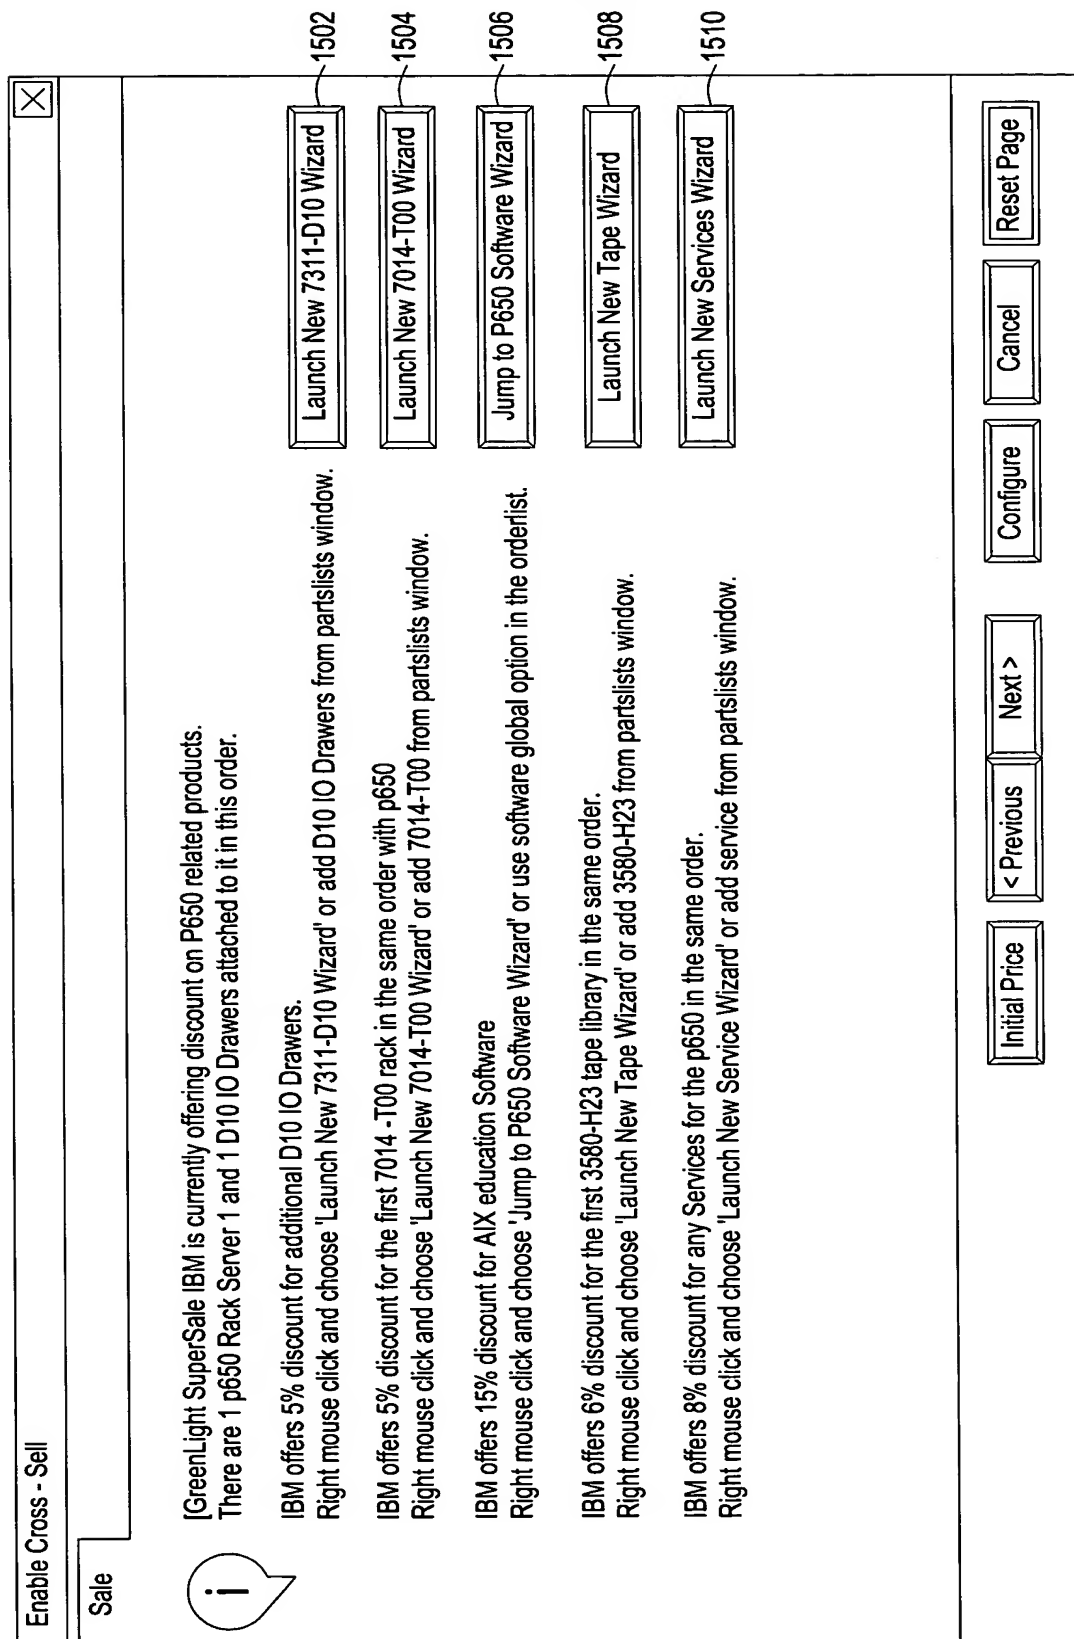 Enable Cross - Sell
Sale
[GreenLight SuperSale IBM is currently offering discount on P650 related products.
There are 1 p650 Rack Server 1 and 1 D10 IO Drawers attached to it in this order.
IBM offers 5% discount for additional D10 IO Drawers.
Right mouse click and choose 'Launch New 7311-D10 Wizard' or add D10 IO Drawers from partslists window.
Launch New 7311-D10 Wizard
1502
IBM offers 5% discount for the first 7014 -T00 rack in the same order with p650
Right mouse click and choose 'Launch New 7014-T00 Wizard' or add 7014-T00 from partslists window.
Launch New 7014-T00 Wizard
1504
IBM offers 15% discount for AIX education Software
Right mouse click and choose 'Jump to P650 Software Wizard' or use software global option in the orderlist.
Jump to P650 Software Wizard
1506
IBM offers 6% discount for the first 3580-H23 tape library in the same order.
Right mouse click and choose 'Launch New Tape Wizard' or add 3580-H23 from partslists window.
Launch New Tape Wizard
1508
IBM offers 8% discount for any Services for the p650 in the same order.
Right mouse click and choose 'Launch New Service Wizard' or add service from partslists window.
Launch New Services Wizard
1510
Initial Price
< Previous
Next >
Configure
Cancel
Reset Page